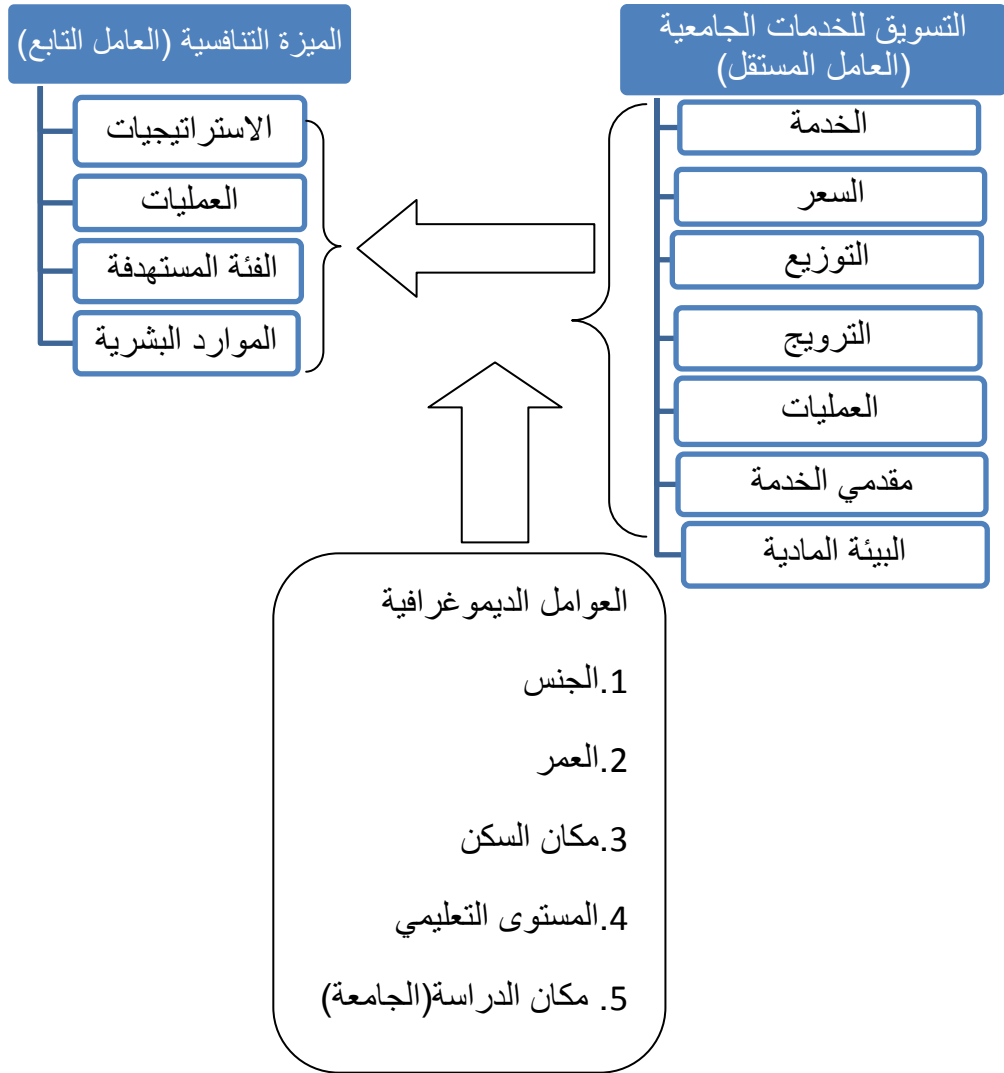 التسويق للخدمات الجامعية
(العامل المستقل)
الخدمة
السعر
التوزيع
الترويج
العمليات
مقدمي الخدمة
البيئة المادية
الميزة التنافسية (العامل التابع)
الاستراتيجيات
العمليات
الفئة المستهدفة
الموارد البشرية
العوامل الديموغرافية
1.الجنس
2.العمر
3.مكان السكن
4.المستوى التعليمي
5. مكان الدراسة(الجامعة)